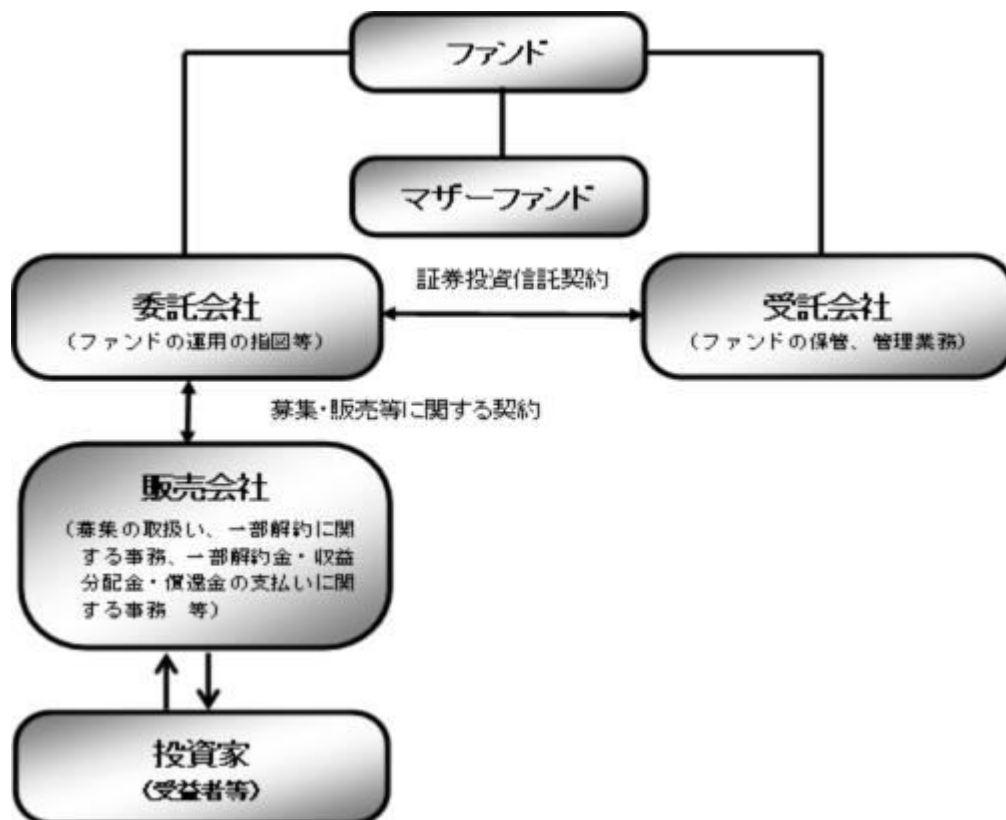 ファンド
マザーファンド
証券投資信託契約
委託会社
(ファンドの運用の指図等)
受託会社
(ファンドの保管、管理業務)
募集・販売等に関する契約
販売会社
(募集の取扱い、一部解約に関
する事務、一部解約金・収益
分配金・償還金の支払いに関
する事務　等)
投資家
(受益者等)